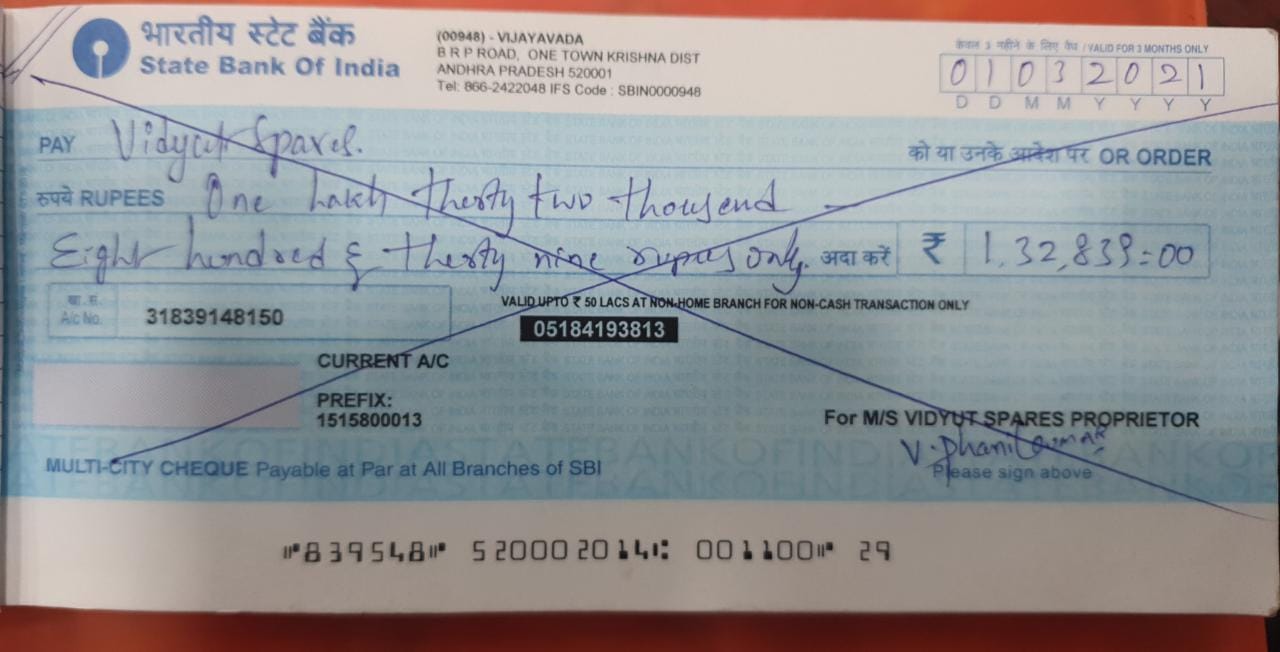 भारतीय स्टेट बैंक
State Bank Of India
(00948) - VIJAYAVADA
B R P ROAD, ONE TOWN KRISHNA DIST
ANDHRA PRADESH 520001
Tel: 866-2422048 IFS Code : SBIN0000948
केवल 3 महीने के लिए वैध / VALID FOR 3 MONTHS ONLY
0 1 0 3 2 0 2 1
D D M M Y Y Y Y
PAY Vidyut Spares.
को या उनके आदेश पर OR ORDER
रुपये RUPEES One Lakh therty two thousend
Eight hundred & therty nine rupees only. अदा करें ₹ 1,32,839=00
खा. सं.
A/c No. 31839148150
VALID UPTO ₹ 50 LACS AT NON-HOME BRANCH FOR NON-CASH TRANSACTION ONLY
05184193813
CURRENT A/C
PREFIX:
1515800013
For M/S VIDYUT SPARES PROPRIETOR
Please sign above
MULTI-CITY CHEQUE Payable at Par at All Branches of SBI
⑈839548⑈ 520002014⑆ 001100⑈ 29